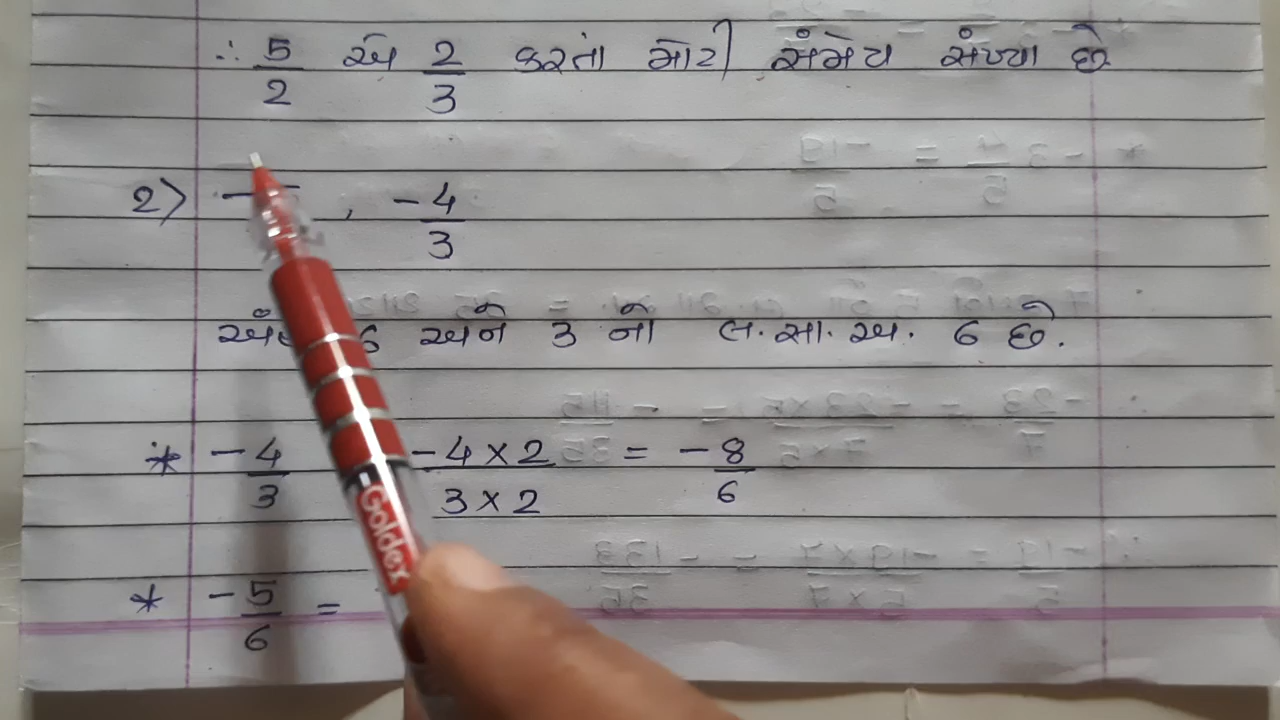 ∴ 5/2 એ 2/3 કરતા મોટી સંમેય સંખ્યા છે
2> , -4/3
6 અને 3 નો લ.સા.અ. 6 છે.
* -4/3 -4×2/3×2 = -8/6
* -5/6 =
Goldex